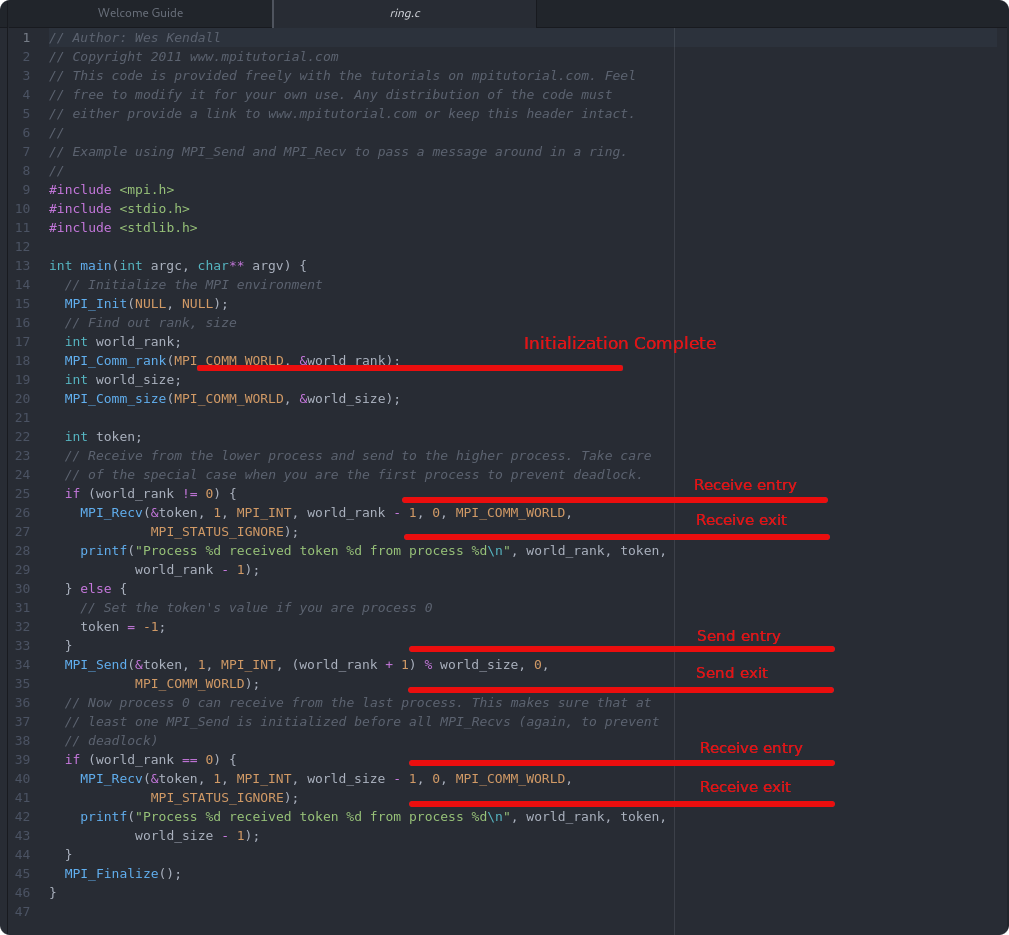 Welcome Guide
ring.c
1 // Author: Wes Kendall
2 // Copyright 2011 www.mpitutorial.com
3 // This code is provided freely with the tutorials on mpitutorial.com. Feel
4 // free to modify it for your own use. Any distribution of the code must
5 // either provide a link to www.mpitutorial.com or keep this header intact.
6 //
7 // Example using MPI_Send and MPI_Recv to pass a message around in a ring.
8 //
9 #include <mpi.h>
10 #include <stdio.h>
11 #include <stdlib.h>
12
13 int main(int argc, char** argv) {
14   // Initialize the MPI environment
15   MPI_Init(NULL, NULL);
16   // Find out rank, size
17   int world_rank;
Initialization Complete
18   MPI_Comm_rank(MPI_COMM_WORLD, &world_rank);
19   int world_size;
20   MPI_Comm_size(MPI_COMM_WORLD, &world_size);
21
22   int token;
23   // Receive from the lower process and send to the higher process. Take care
24   // of the special case when you are the first process to prevent deadlock.
Receive entry
25   if (world_rank != 0) {
26     MPI_Recv(&token, 1, MPI_INT, world_rank - 1, 0, MPI_COMM_WORLD,
Receive exit
27              MPI_STATUS_IGNORE);
28     printf("Process %d received token %d from process %d\n", world_rank, token,
29            world_rank - 1);
30   } else {
31     // Set the token's value if you are process 0
32     token = -1;
Send entry
33   }
34   MPI_Send(&token, 1, MPI_INT, (world_rank + 1) % world_size, 0,
Send exit
35            MPI_COMM_WORLD);
36   // Now process 0 can receive from the last process. This makes sure that at
37   // least one MPI_Send is initialized before all MPI_Recvs (again, to prevent
38   // deadlock)
Receive entry
39   if (world_rank == 0) {
40     MPI_Recv(&token, 1, MPI_INT, world_size - 1, 0, MPI_COMM_WORLD,
Receive exit
41              MPI_STATUS_IGNORE);
42     printf("Process %d received token %d from process %d\n", world_rank, token,
43            world_size - 1);
44   }
45   MPI_Finalize();
46 }
47